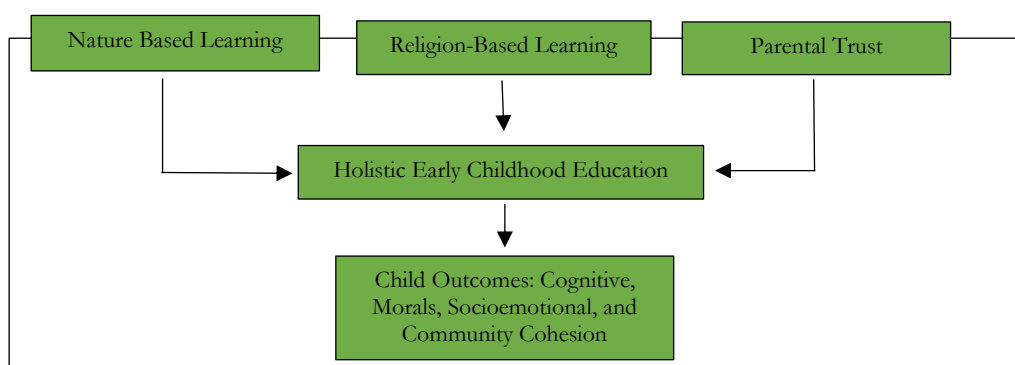 Nature Based Learning
Religion-Based Learning
Parental Trust
Holistic Early Childhood Education
Child Outcomes: Cognitive,
Morals, Socioemotional, and
Community Cohesion